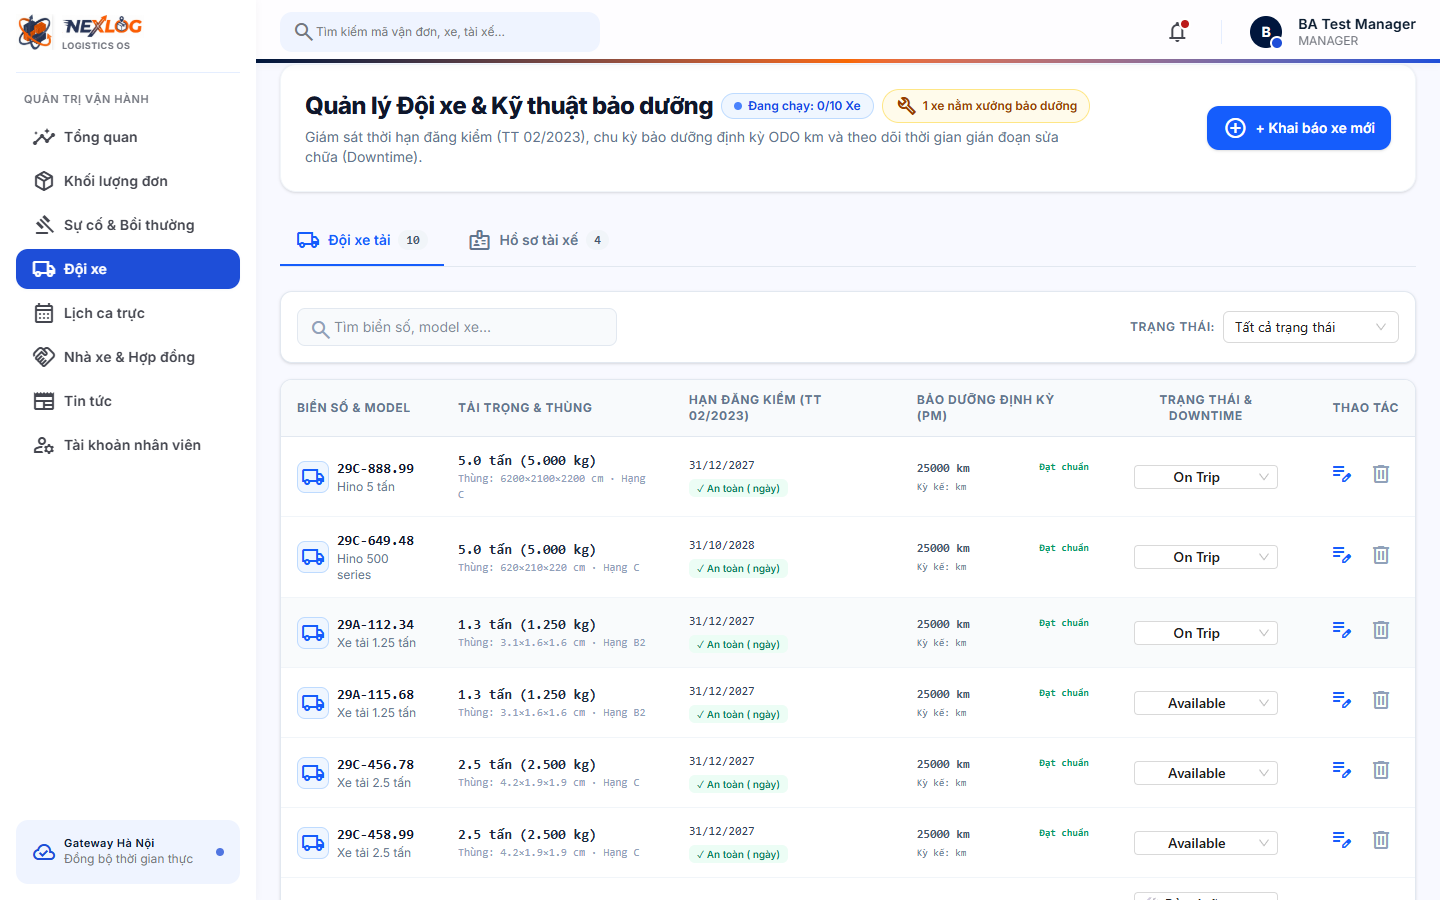 NEXLOG
LOGISTICS OS
QUẢN TRỊ VẬN HÀNH
Tổng quan
Khối lượng đơn
Sự cố & Bồi thường
Đội xe
Lịch ca trực
Nhà xe & Hợp đồng
Tin tức
Tài khoản nhân viên
Gateway Hà Nội
Đồng bộ thời gian thực
Tìm kiếm mã vận đơn, xe, tài xế...
B
BA Test Manager
MANAGER
Quản lý Đội xe & Kỹ thuật bảo dưỡng
Đang chạy: 0/10 Xe
1 xe nằm xưởng bảo dưỡng
Giám sát thời hạn đăng kiểm (TT 02/2023), chu kỳ bảo dưỡng định kỳ ODO km và theo dõi thời gian gián đoạn sửa
chữa (Downtime).
+ Khai báo xe mới
Đội xe tải 10
Hồ sơ tài xế 4
Tìm biển số, model xe...
TRẠNG THÁI: Tất cả trạng thái
BIỂN SỐ & MODEL
TẢI TRỌNG & THÙNG
HẠN ĐĂNG KIỂM (TT
02/2023)
BẢO DƯỠNG ĐỊNH KỲ
(PM)
TRẠNG THÁI &
DOWNTIME
THAO TÁC
29C-888.99
Hino 5 tấn
5.0 tấn (5.000 kg)
Thùng: 6200×2100×2200 cm · Hạng
C
31/12/2027
✓ An toàn ( ngày)
25000 km
Kỳ kế: km
Đạt chuẩn
On Trip
29C-649.48
Hino 500
series
5.0 tấn (5.000 kg)
Thùng: 620×210×220 cm · Hạng C
31/10/2028
✓ An toàn ( ngày)
25000 km
Kỳ kế: km
Đạt chuẩn
On Trip
29A-112.34
Xe tải 1.25 tấn
1.3 tấn (1.250 kg)
Thùng: 3.1×1.6×1.6 cm · Hạng B2
31/12/2027
✓ An toàn ( ngày)
25000 km
Kỳ kế: km
Đạt chuẩn
On Trip
29A-115.68
Xe tải 1.25 tấn
1.3 tấn (1.250 kg)
Thùng: 3.1×1.6×1.6 cm · Hạng B2
31/12/2027
✓ An toàn ( ngày)
25000 km
Kỳ kế: km
Đạt chuẩn
Available
29C-456.78
Xe tải 2.5 tấn
2.5 tấn (2.500 kg)
Thùng: 4.2×1.9×1.9 cm · Hạng C
31/12/2027
✓ An toàn ( ngày)
25000 km
Kỳ kế: km
Đạt chuẩn
Available
29C-458.99
Xe tải 2.5 tấn
2.5 tấn (2.500 kg)
Thùng: 4.2×1.9×1.9 cm · Hạng C
31/12/2027
✓ An toàn ( ngày)
25000 km
Kỳ kế: km
Đạt chuẩn
Available